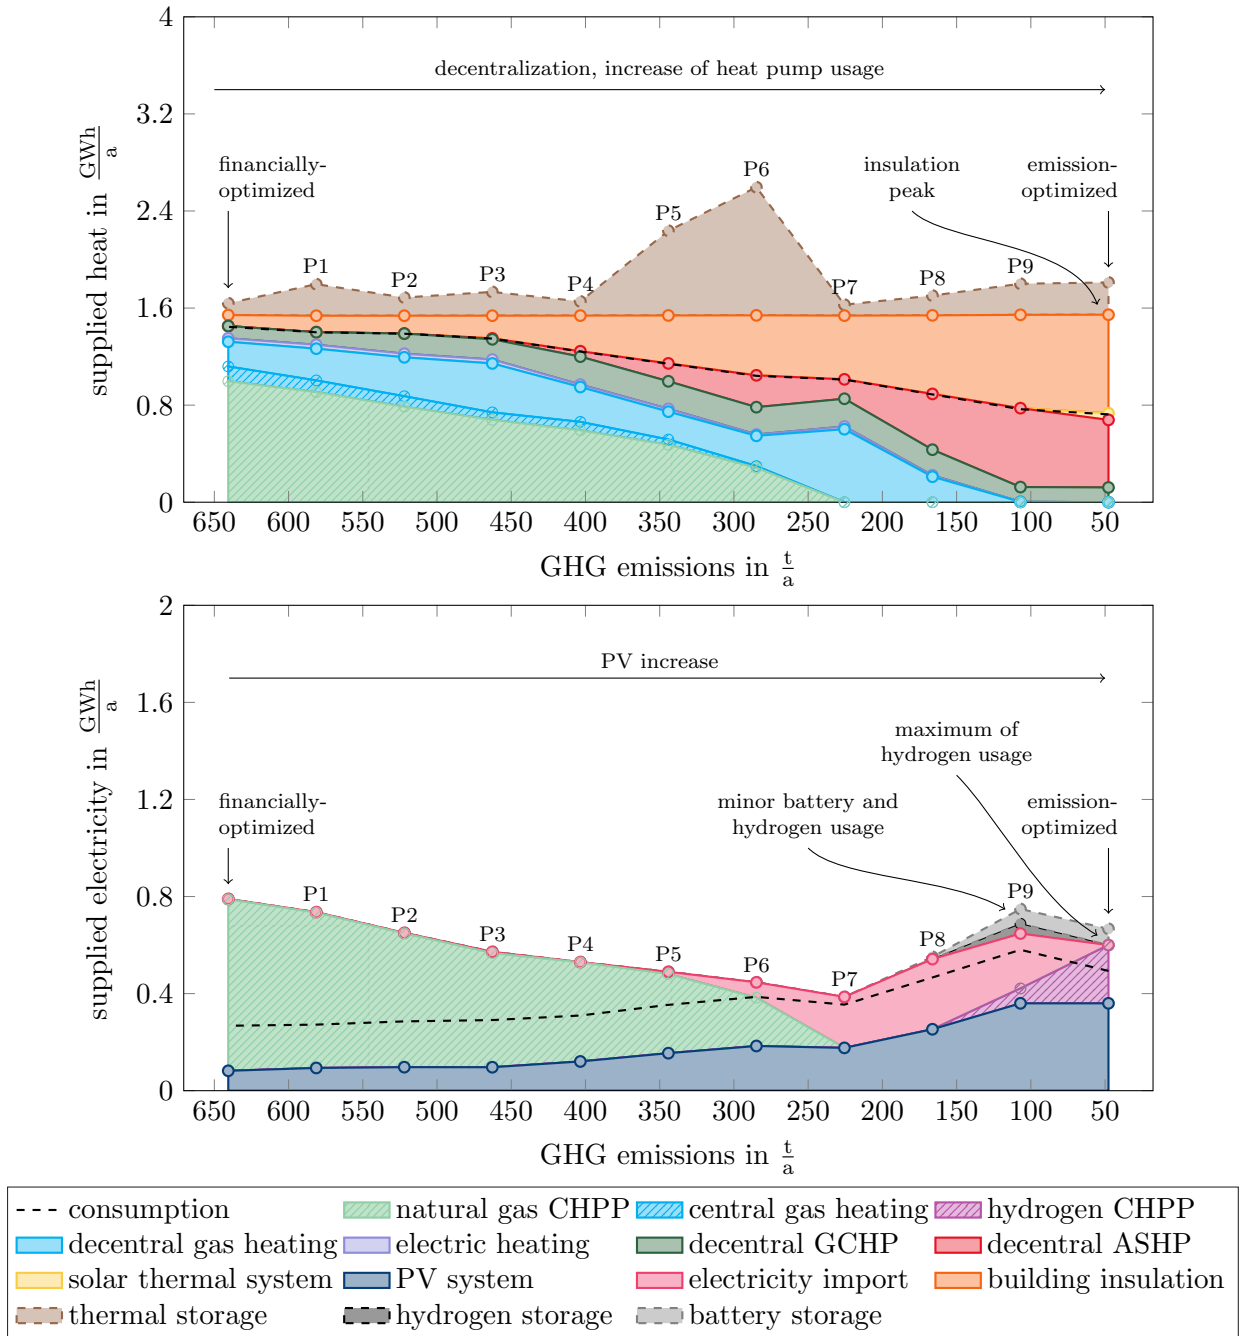 4
3.2
2.4
1.6
0.8
0
supplied heat in GWh/a
decentralization, increase of heat pump usage
financially-
optimized
insulation
peak
emission-
optimized
P1
P2
P3
P4
P5
P6
P7
P8
P9
650 600 550 500 450 400 350 300 250 200 150 100 50
GHG emissions in t/a
2
1.6
1.2
0.8
0.4
0
supplied electricity in GWh/a
PV increase
financially-
optimized
minor battery and
hydrogen usage
maximum of
hydrogen usage
emission-
optimized
P1
P2
P3
P4
P5
P6
P7
P8
P9
650 600 550 500 450 400 350 300 250 200 150 100 50
GHG emissions in t/a
consumption natural gas CHPP central gas heating hydrogen CHPP
decentral gas heating electric heating decentral GCHP decentral ASHP
solar thermal system PV system electricity import building insulation
thermal storage hydrogen storage battery storage